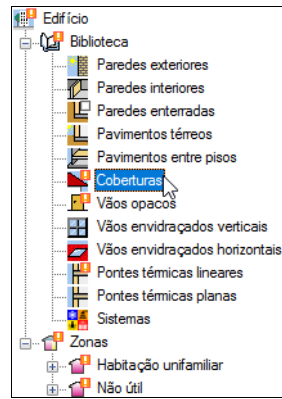 Edifício
Biblioteca
Paredes exteriores
Paredes interiores
Paredes enterradas
Pavimentos térreos
Pavimentos entre pisos
Coberturas
Vãos opacos
Vãos envidraçados verticais
Vãos envidraçados horizontais
Pontes térmicas lineares
Pontes térmicas planas
Sistemas
Zonas
Habitação unifamiliar
Não útil